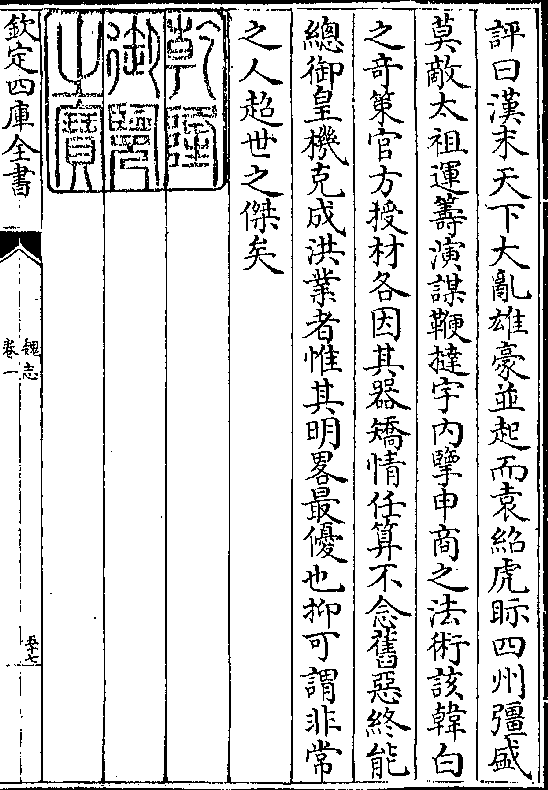 評曰漢末天下大亂雄豪並起而袁紹虎眎四州彊盛
莫敵太祖運籌演謀鞭撻宇內擥申商之法術該韓白
之奇策官方授材各因其器矯情任算不念舊惡終能
總御皇機克成洪業者惟其明畧最優也抑可謂非常
之人超世之傑矣
乾隆
御覽
之寶
欽定四庫全書
魏志
卷一
五十七